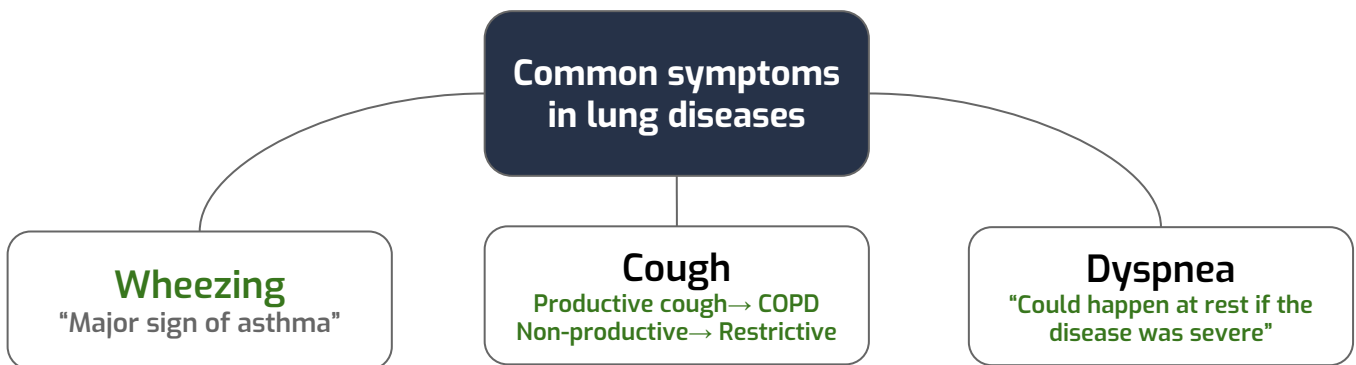 Common symptoms
in lung diseases
Wheezing
“Major sign of asthma”
Cough
Productive cough→ COPD
Non-productive→ Restrictive
Dyspnea
“Could happen at rest if the
disease was severe”